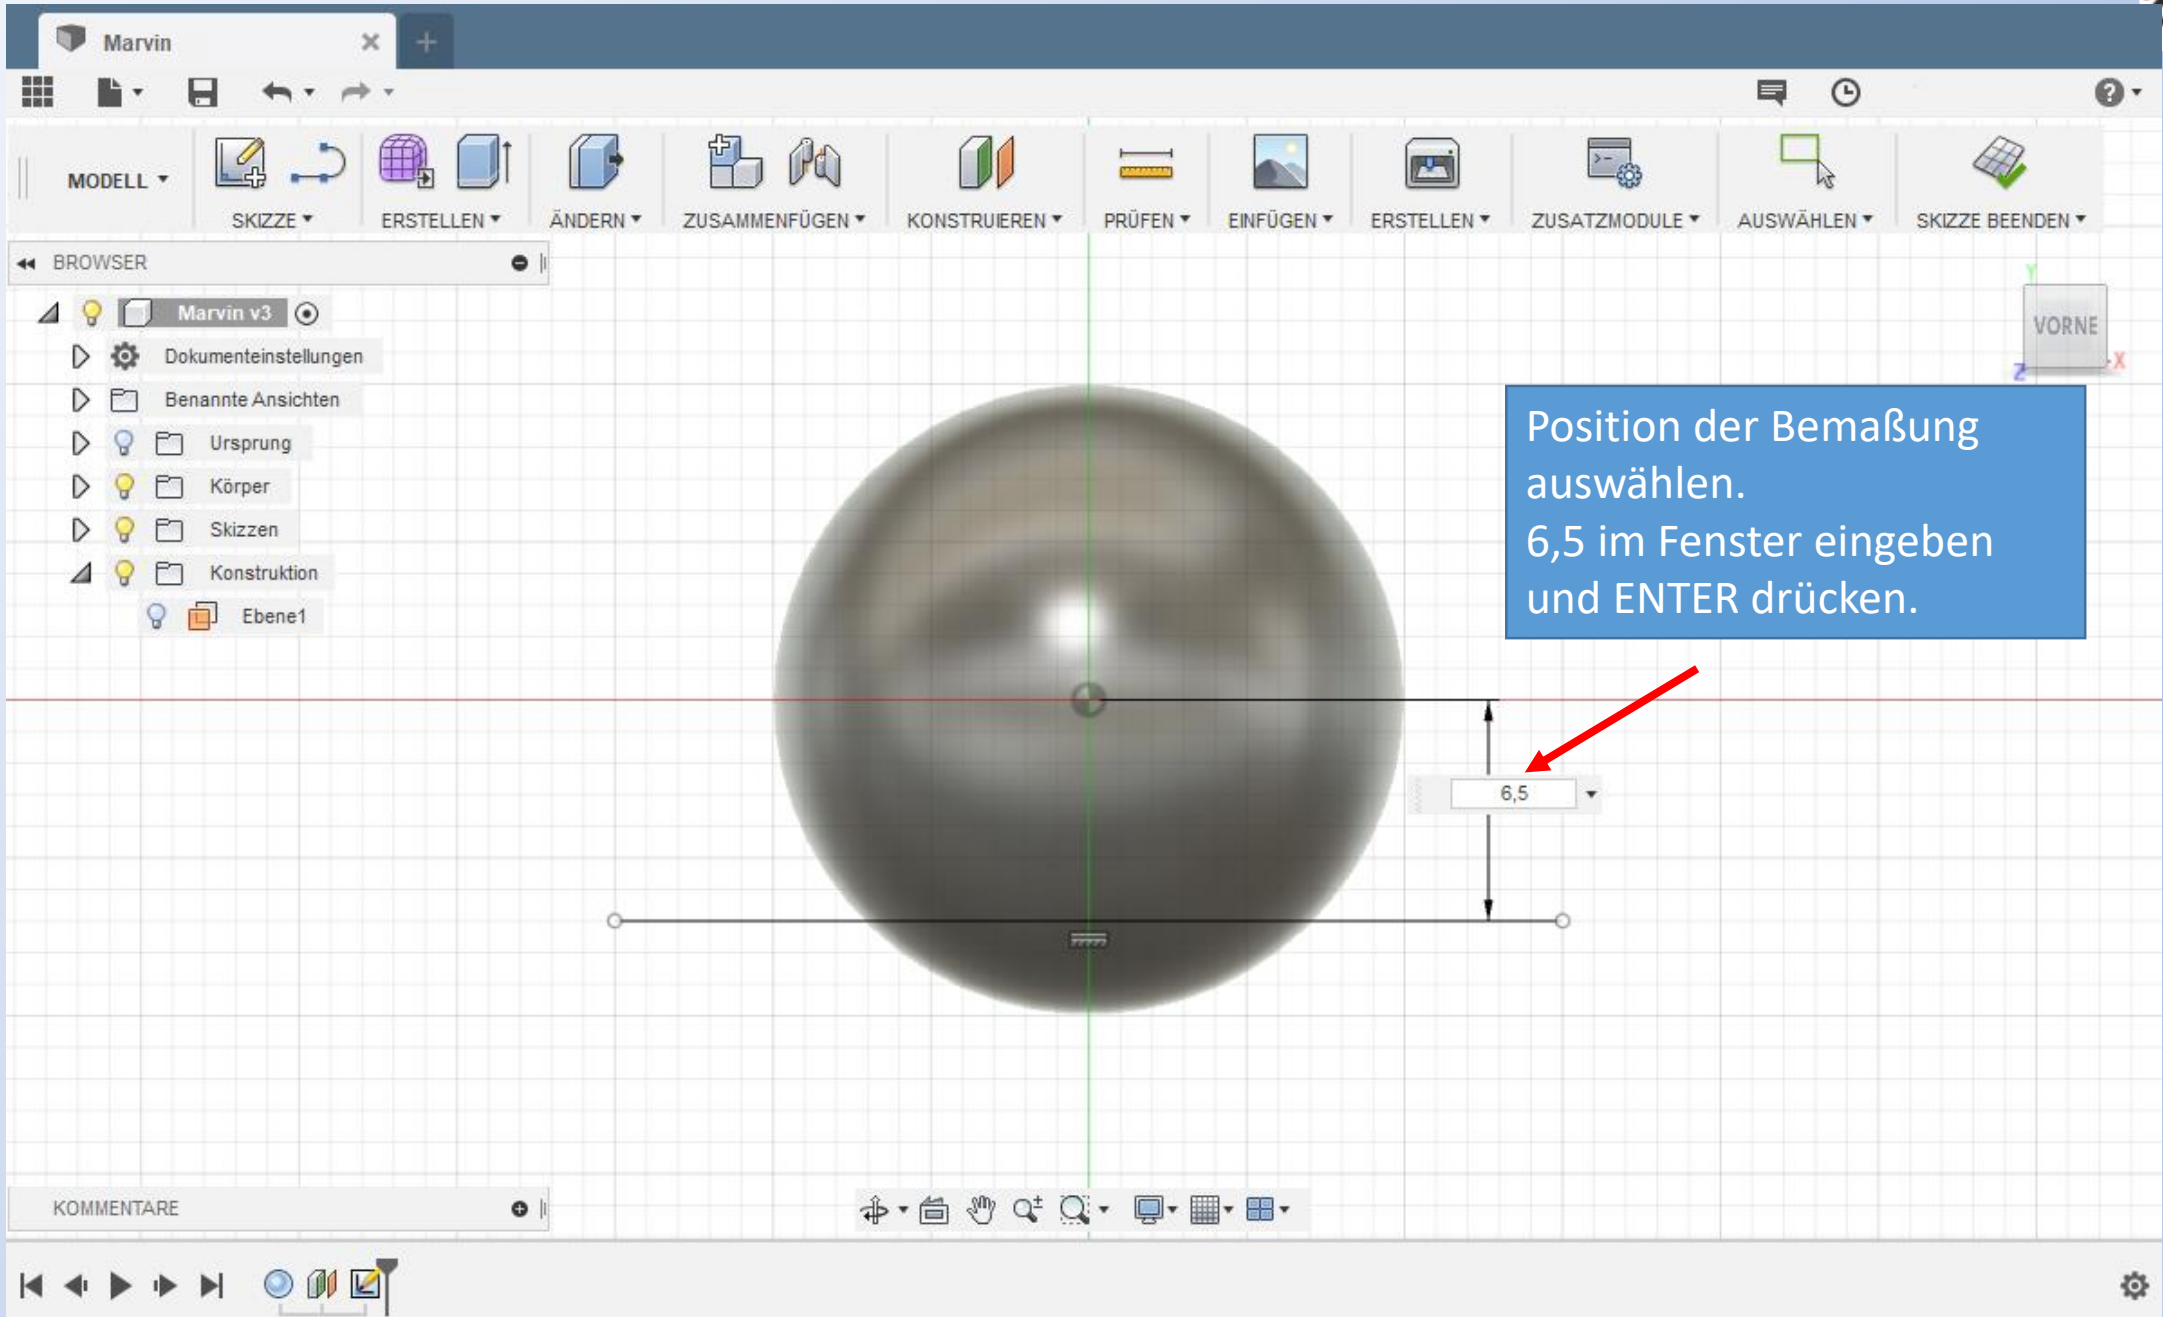 Marvin
MODELL
SKIZZE
ERSTELLEN
ÄNDERN
ZUSAMMENFÜGEN
KONSTRUIEREN
PRÜFEN
EINFÜGEN
ERSTELLEN
ZUSATZMODULE
AUSWÄHLEN
SKIZZE BEENDEN
BROWSER
Marvin v3
Dokumenteinstellungen
Benannte Ansichten
Ursprung
Körper
Skizzen
Konstruktion
Ebene1
Y
VORNE
X
Z
Position der Bemaßung
auswählen.
6,5 im Fenster eingeben
und ENTER drücken.
6,5
KOMMENTARE